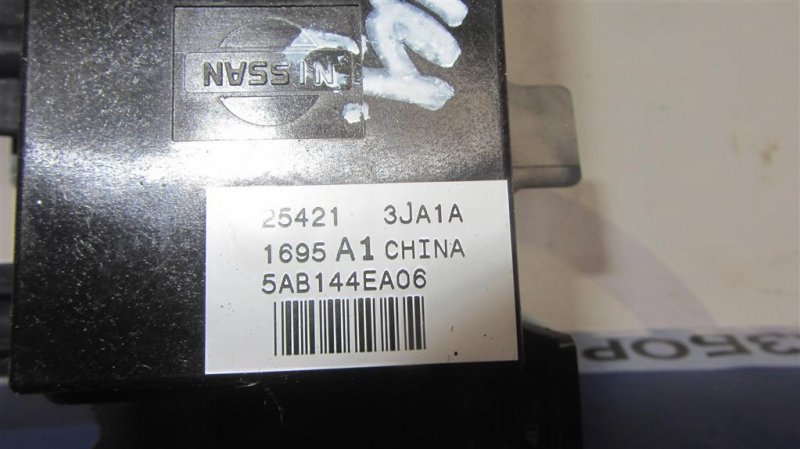 NISSAN
25421 3JA1A
1695 A1 CHINA
5AB144EA06